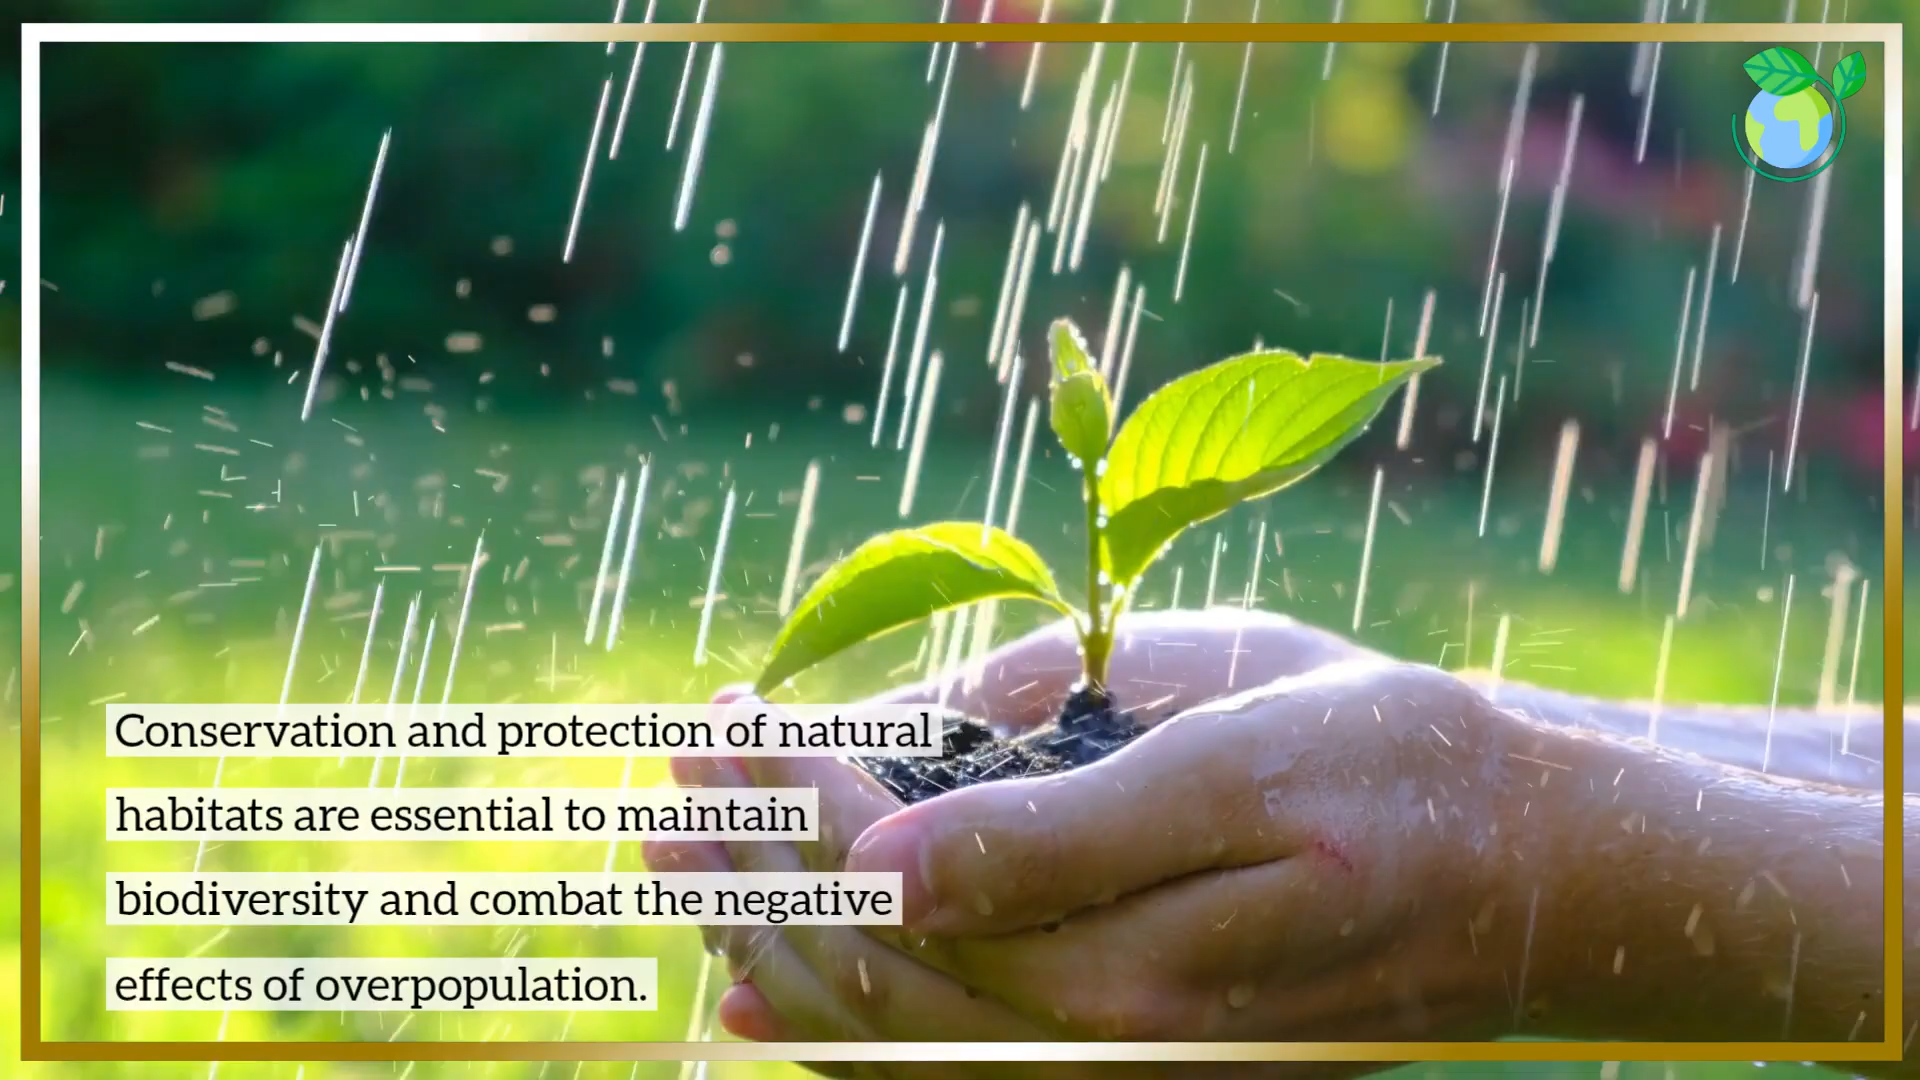 Conservation and protection of natural
habitats are essential to maintain
biodiversity and combat the negative
effects of overpopulation.